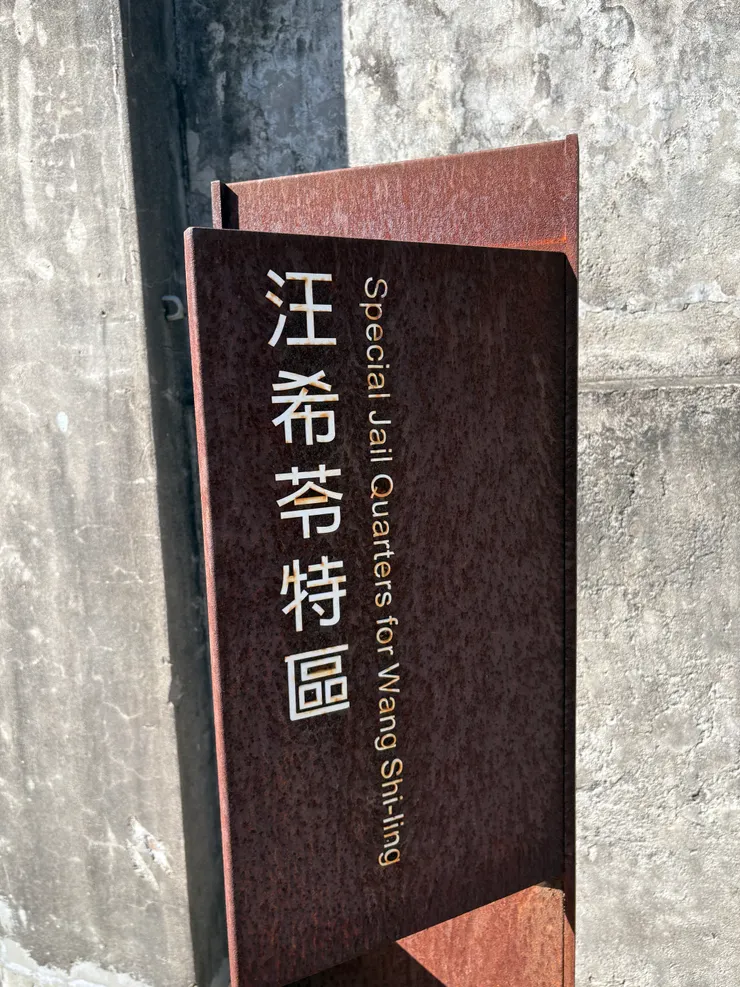 汪希苓特區
Special Jail Quarters for Wang Shi-ling